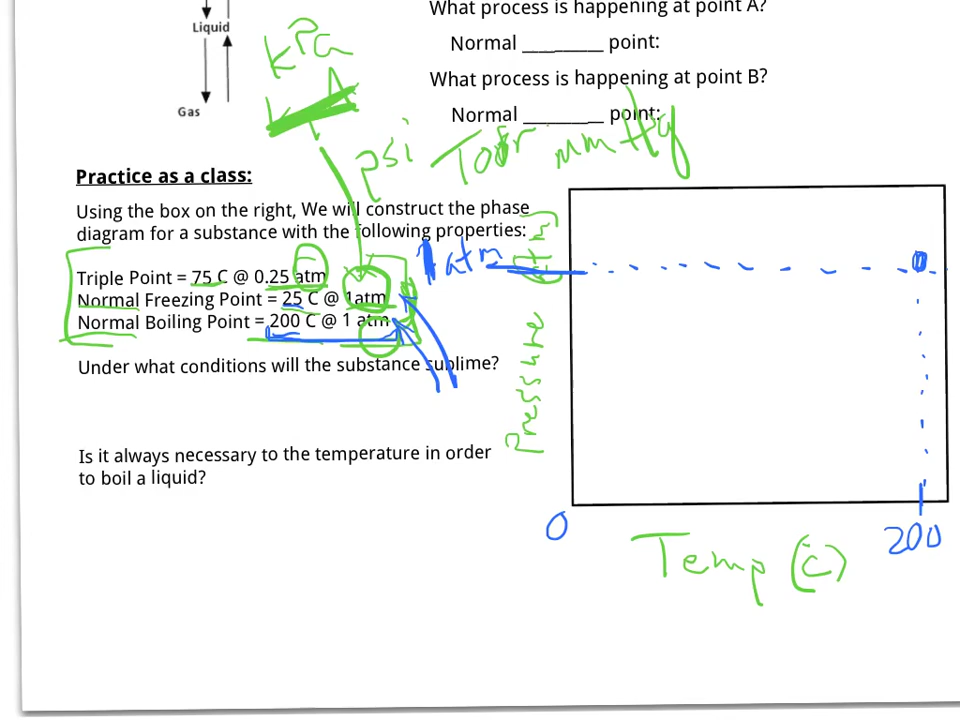 What process is happening at point A?
Liquid
Normal ________ point:
kPa
What process is happening at point B?
Gas
Normal ________ point:
psi Torr mmHg
Practice as a class:
Using the box on the right, We will construct the phase
diagram for a substance with the following properties:
1 atm
Triple Point = 75 C @ 0.25 atm
Normal Freezing Point = 25 C @ 1atm
Normal Boiling Point = 200 C @ 1 atm
Pressure (atm)
Under what conditions will the substance sublime?
Is it always necessary to the temperature in order
to boil a liquid?
0
200
Temp (C)